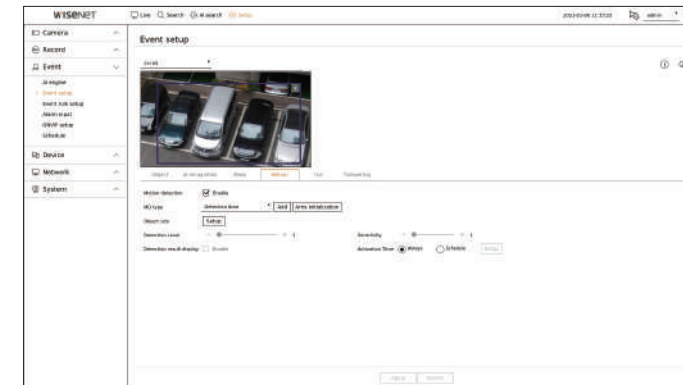 WISENET
Live Search AI search Setup
admin
Camera
Record
Event
AI engine
Event setup
Event rule setup
Alarm input
ONVIF setup
Schedule
Device
Network
System
Event setup
Motion
Motion detection Enable
MD type Detection Area Add Area initialization
Object size Setup
Detection Level
Sensitivity
Detection result display Enable
Activation Time Always Schedule Setup